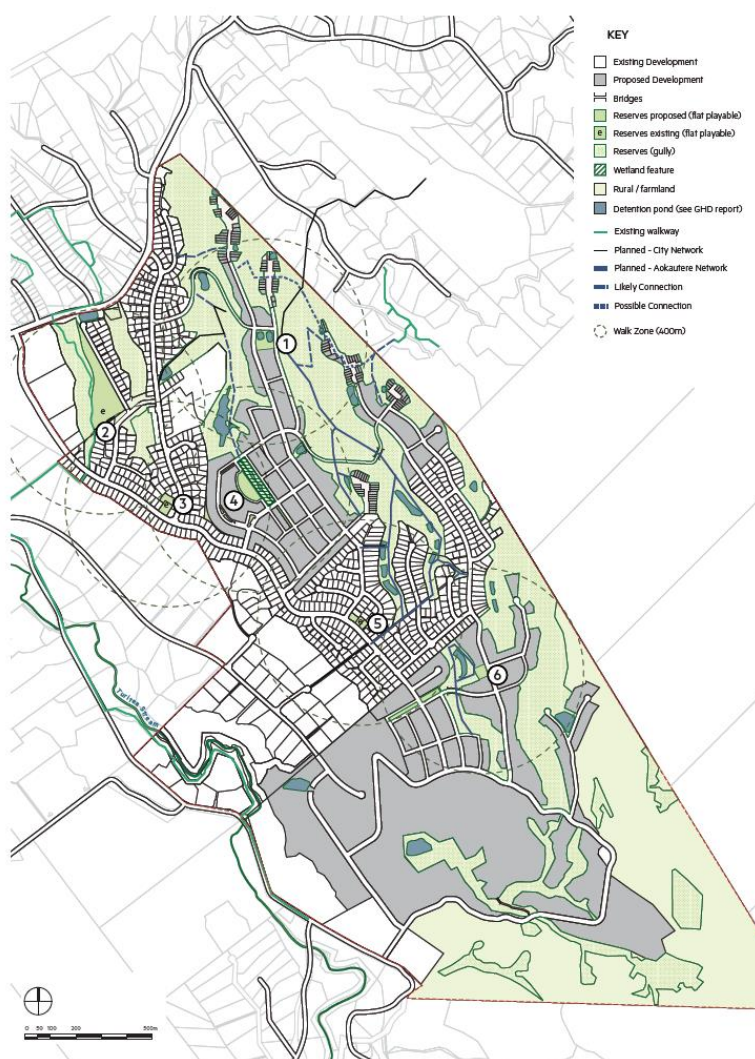 KEY
Existing Development
Proposed Development
Bridges
Reserves proposed (flat playable)
e Reserves existing (flat playable)
Reserves (gully)
Wetland feature
Rural / farmland
Detention pond (see GHD report)
Existing walkway
Planned - City Network
Planned - Aokautere Network
Likely Connection
Possible Connection
Walk Zone (400m)
1
e
2
e 3
4
e 5
6
Turitea Stream
0 50 100 200 500m